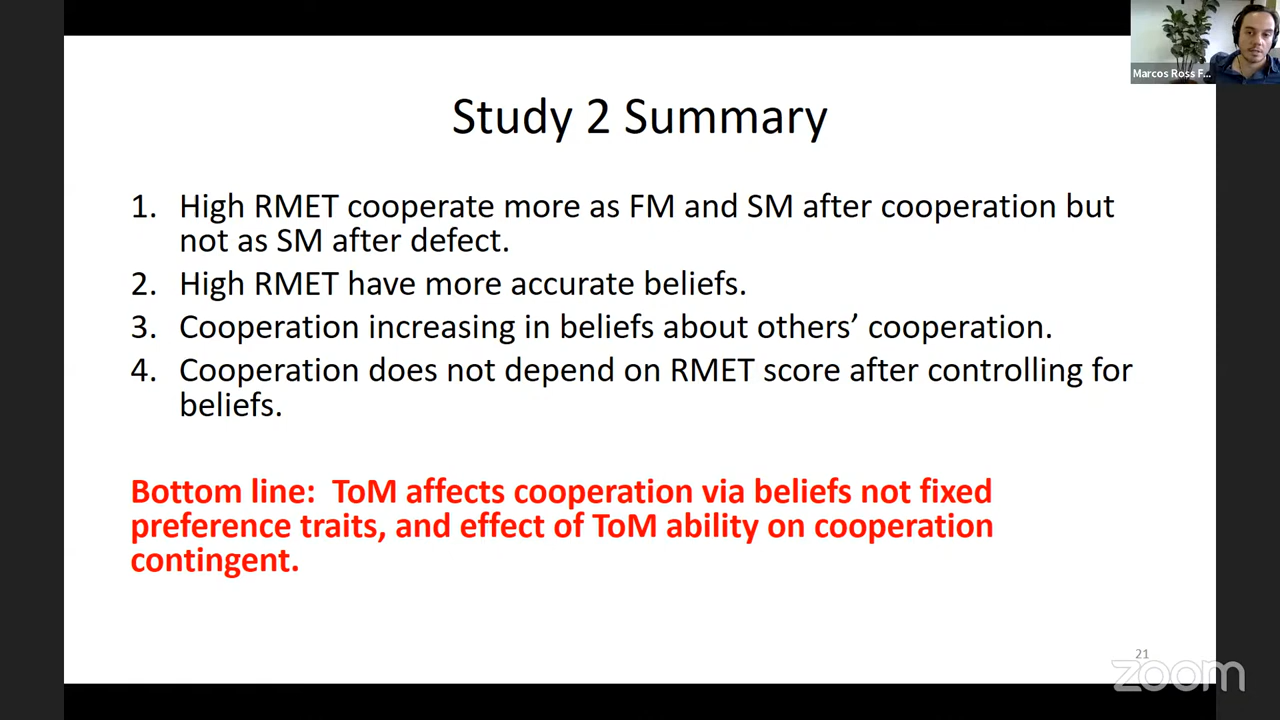 Marcos Ross F...
Study 2 Summary
1. High RMET cooperate more as FM and SM after cooperation but
not as SM after defect.
2. High RMET have more accurate beliefs.
3. Cooperation increasing in beliefs about others’ cooperation.
4. Cooperation does not depend on RMET score after controlling for
beliefs.
Bottom line: ToM affects cooperation via beliefs not fixed
preference traits, and effect of ToM ability on cooperation
contingent.
21
zoom